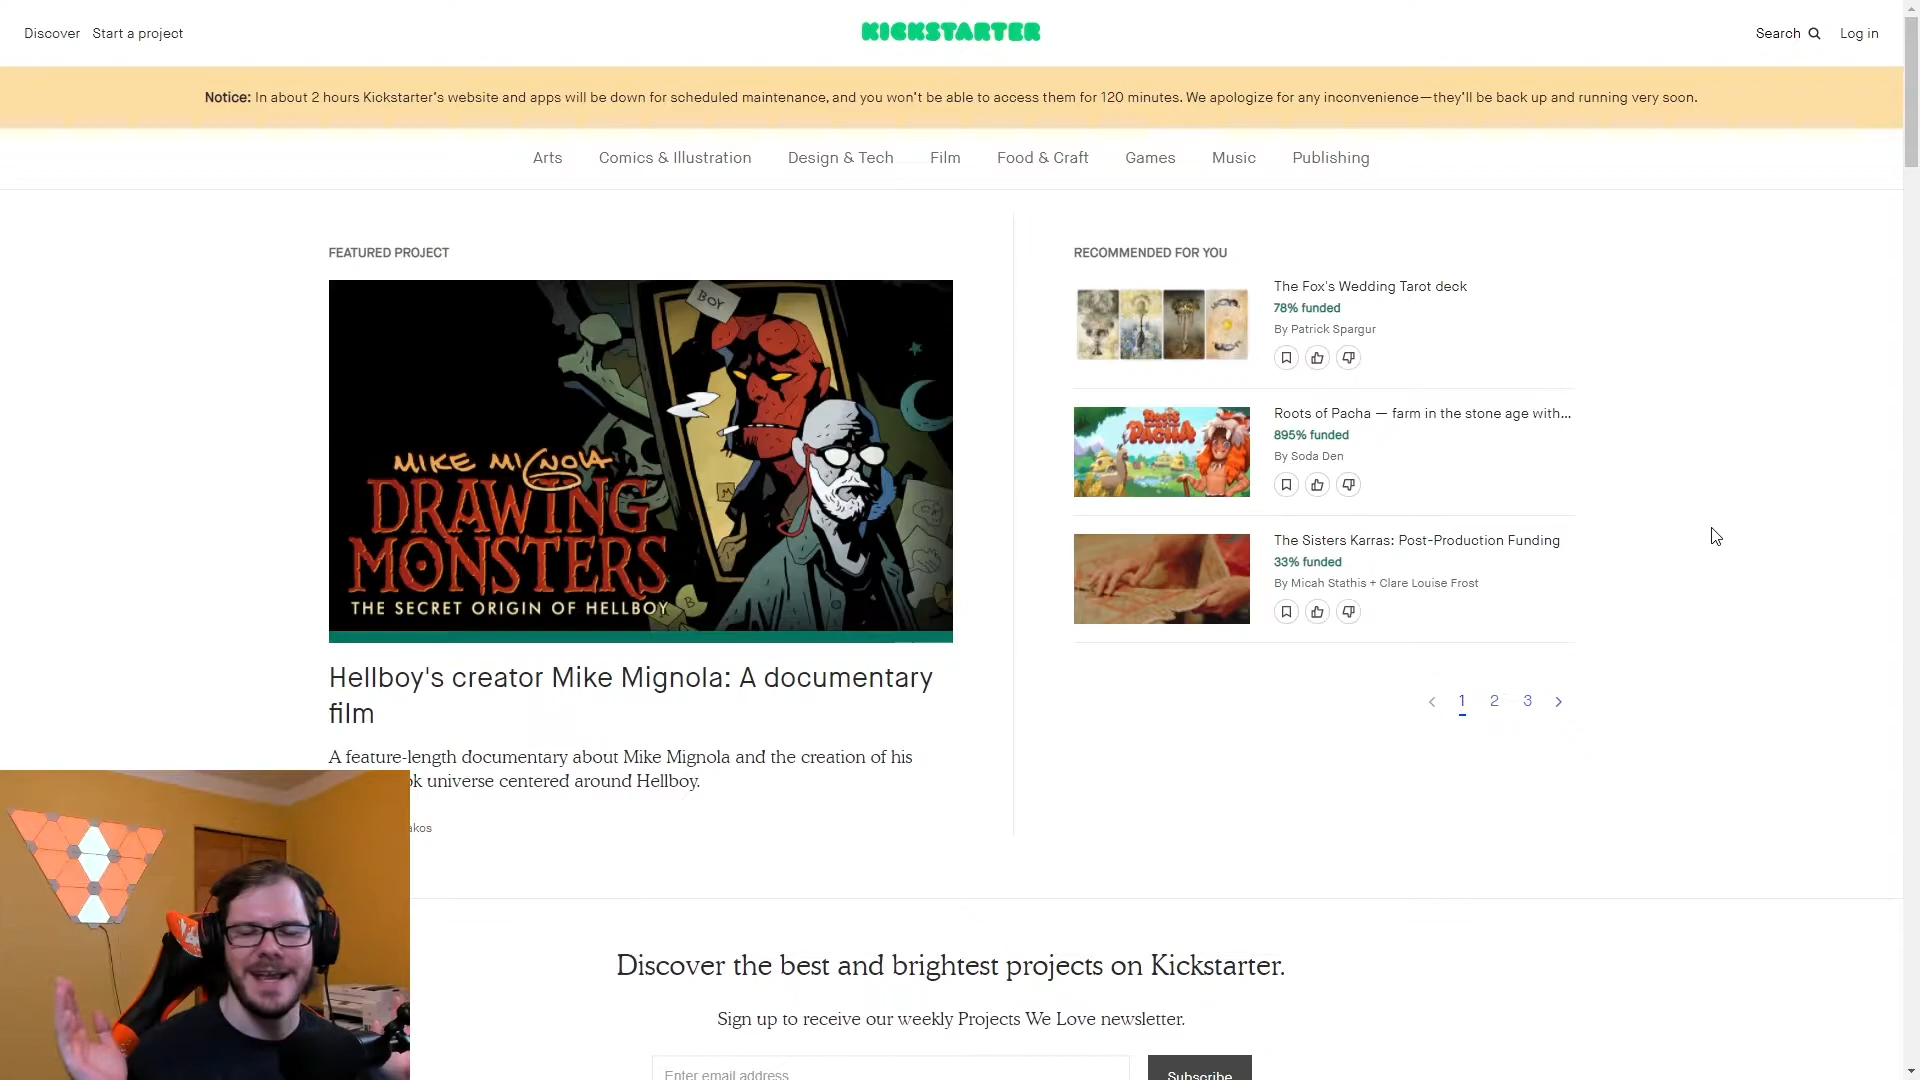 Discover Start a project
KICKSTARTER
Search
Log in
Notice: In about 2 hours Kickstarter's website and apps will be down for scheduled maintenance, and you won't be able to access them for 120 minutes. We apologize for any inconvenience—they'll be back up and running very soon.
Arts Comics & Illustration Design & Tech Film Food & Craft Games Music Publishing
FEATURED PROJECT
BOY
MIKE MIGNOLA
DRAWING
MONSTERS
THE SECRET ORIGIN OF HELLBOY
Hellboy's creator Mike Mignola: A documentary
film
A feature-length documentary about Mike Mignola and the creation of his
universe centered around Hellboy.
RECOMMENDED FOR YOU
The Fox's Wedding Tarot deck
78% funded
By Patrick Spargur
Roots of PACHA
Roots of Pacha — farm in the stone age with...
895% funded
By Soda Den
The Sisters Karras: Post-Production Funding
33% funded
By Micah Stathis + Clare Louise Frost
< 1 2 3 >
Discover the best and brightest projects on Kickstarter.
Sign up to receive our weekly Projects We Love newsletter.
Enter email address
Subscribe